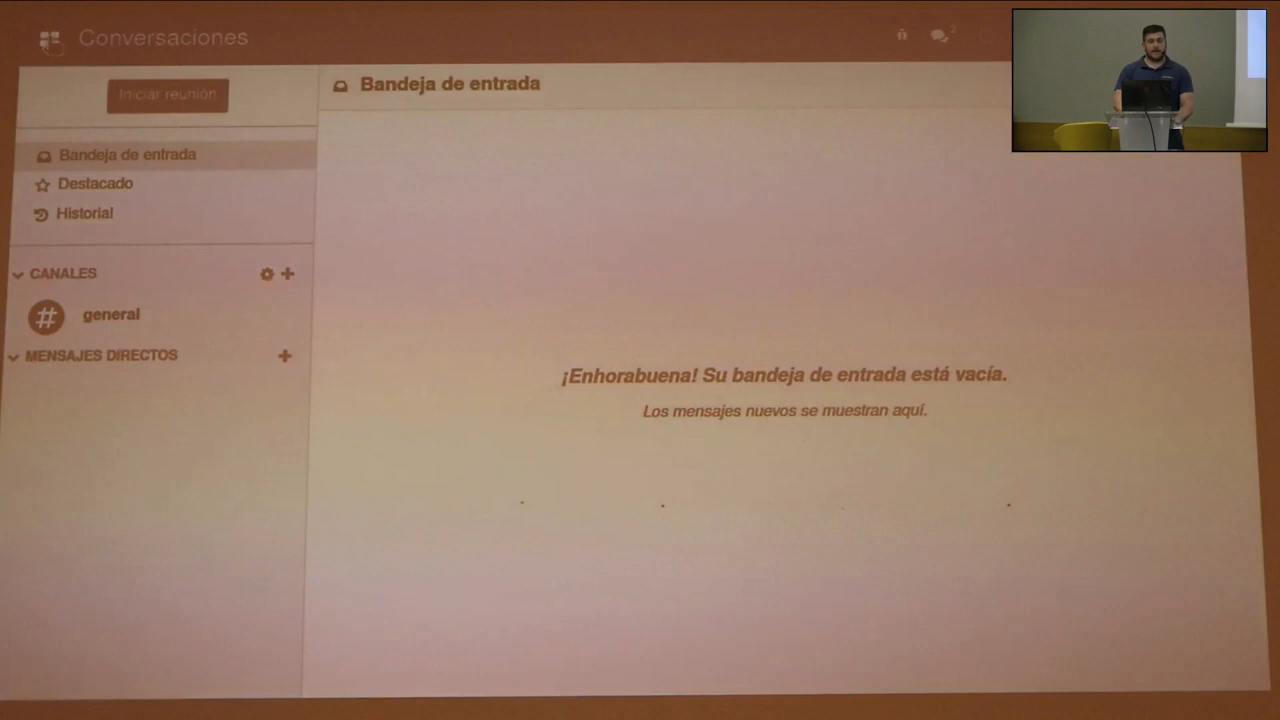 Conversaciones
2
Iniciar reunión
Bandeja de entrada
Bandeja de entrada
Destacado
Historial
CANALES
general
MENSAJES DIRECTOS
¡Enhorabuena! Su bandeja de entrada está vacía.
Los mensajes nuevos se muestran aquí.